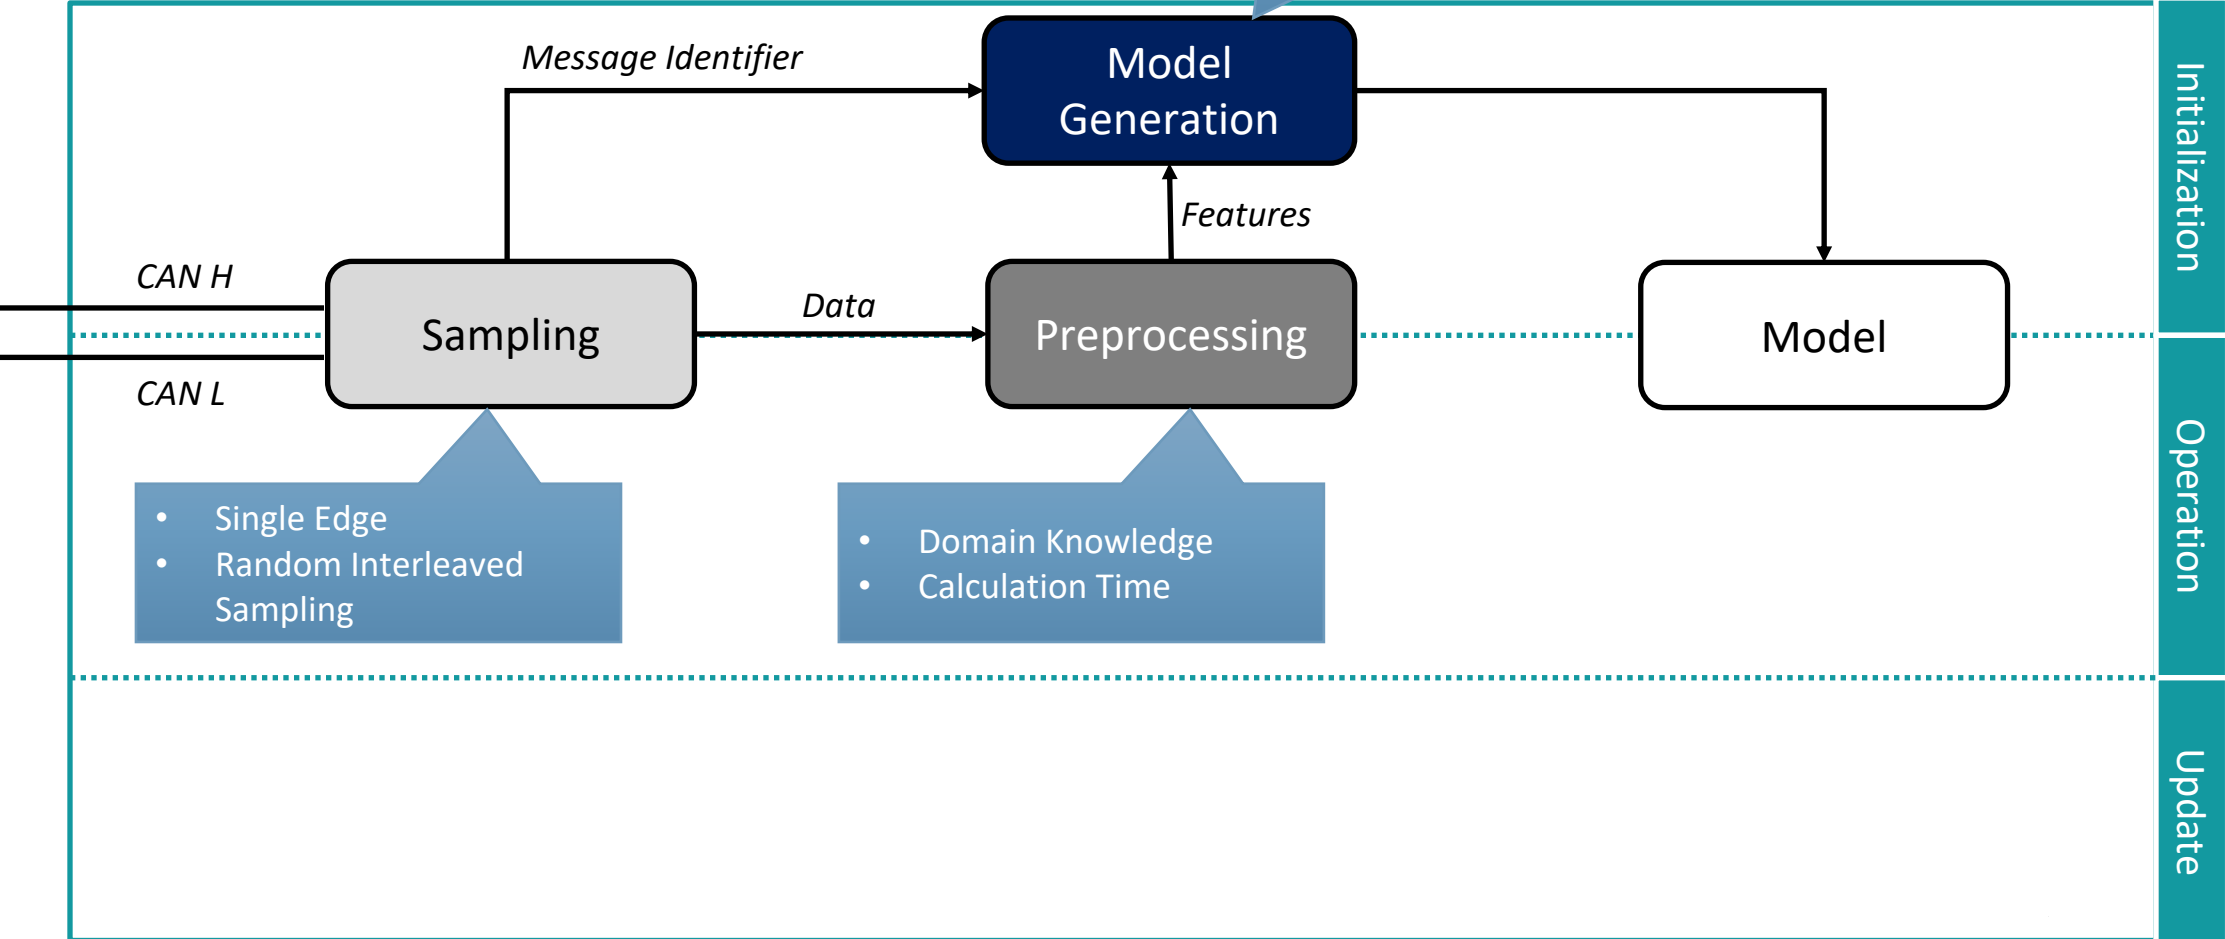 Message Identifier
Model
Generation
Initialization
Features
CAN H
Sampling
Data
Preprocessing
Model
CAN L
Operation
• Single Edge
• Random Interleaved
Sampling
• Domain Knowledge
• Calculation Time
Update